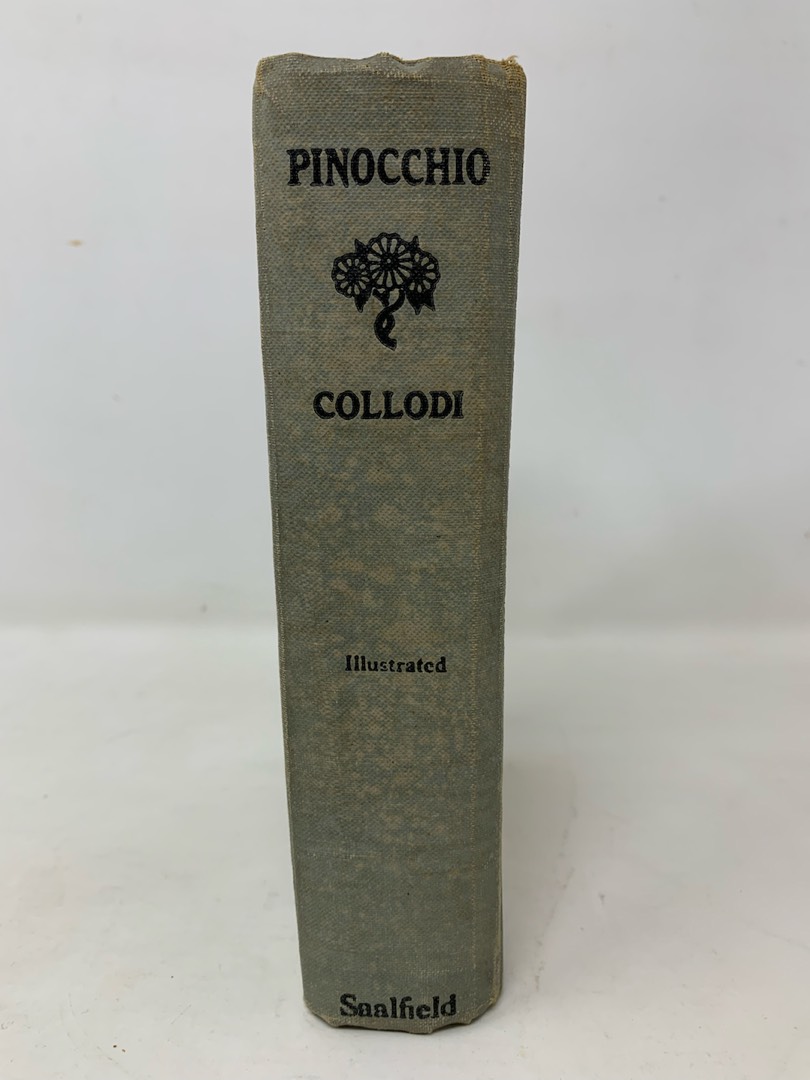 PINOCCHIO
COLLODI
Illustrated
Saalfield